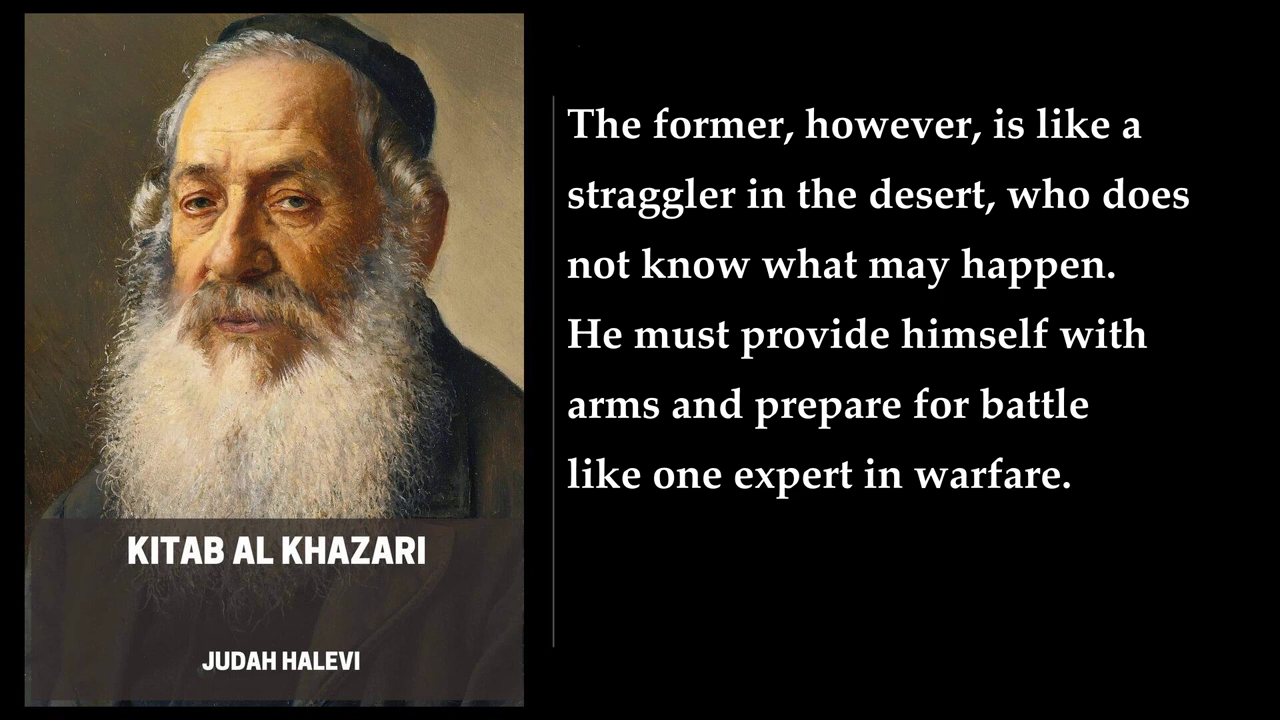 KITAB AL KHAZARI
JUDAH HALEVI
The former, however, is like a
straggler in the desert, who does
not know what may happen.
He must provide himself with
arms and prepare for battle
like one expert in warfare.